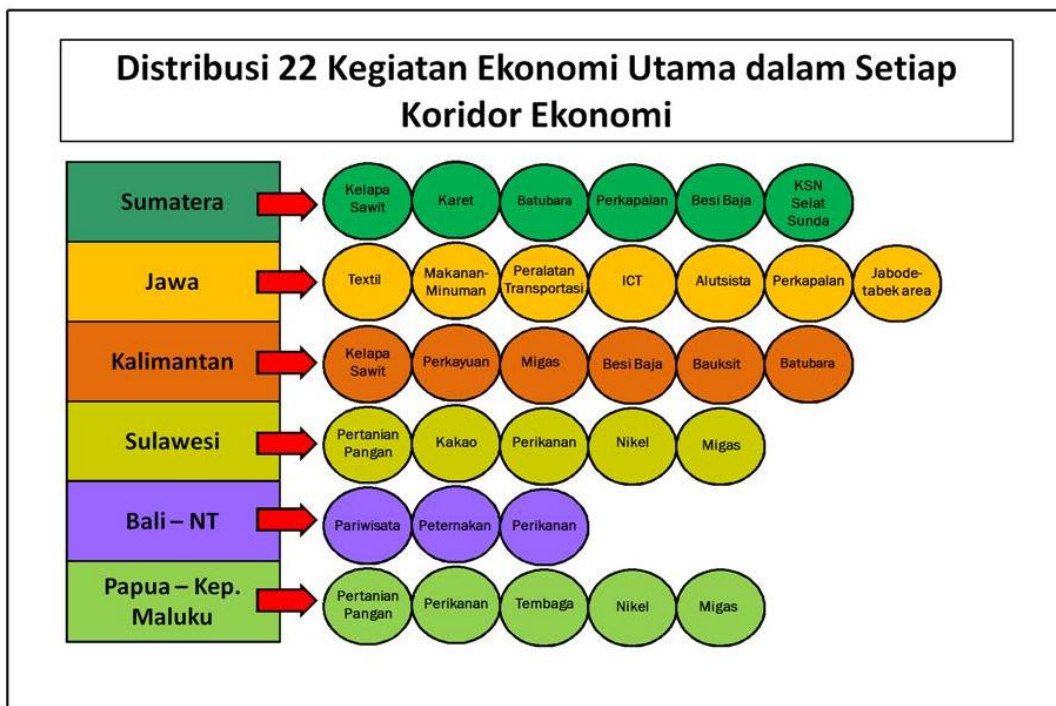 Distribusi 22 Kegiatan Ekonomi Utama dalam Setiap
Koridor Ekonomi
Sumatera
Kelapa
Sawit
Karet
Batubara
Perkapalan
Besi Baja
KSN
Selat
Sunda
Jawa
Textil
Makanan-
Minuman
Peralatan
Transportasi
ICT
Alutsista
Perkapalan
Jabode-
tabek area
Kalimantan
Kelapa
Sawit
Perkayuan
Migas
Besi Baja
Bauksit
Batubara
Sulawesi
Pertanian
Pangan
Kakao
Perikanan
Nikel
Migas
Bali – NT
Pariwisata
Peternakan
Perikanan
Papua – Kep.
Maluku
Pertanian
Pangan
Perikanan
Tembaga
Nikel
Migas